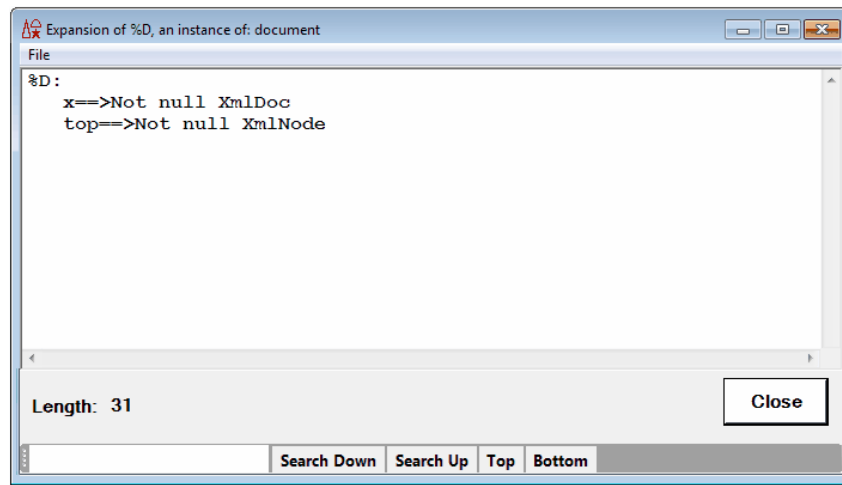 Expansion of %D, an instance of: document
File
%D:
x==>Not null XmlDoc
top==>Not null XmlNode
Length: 31
Close
Search Down Search Up Top Bottom